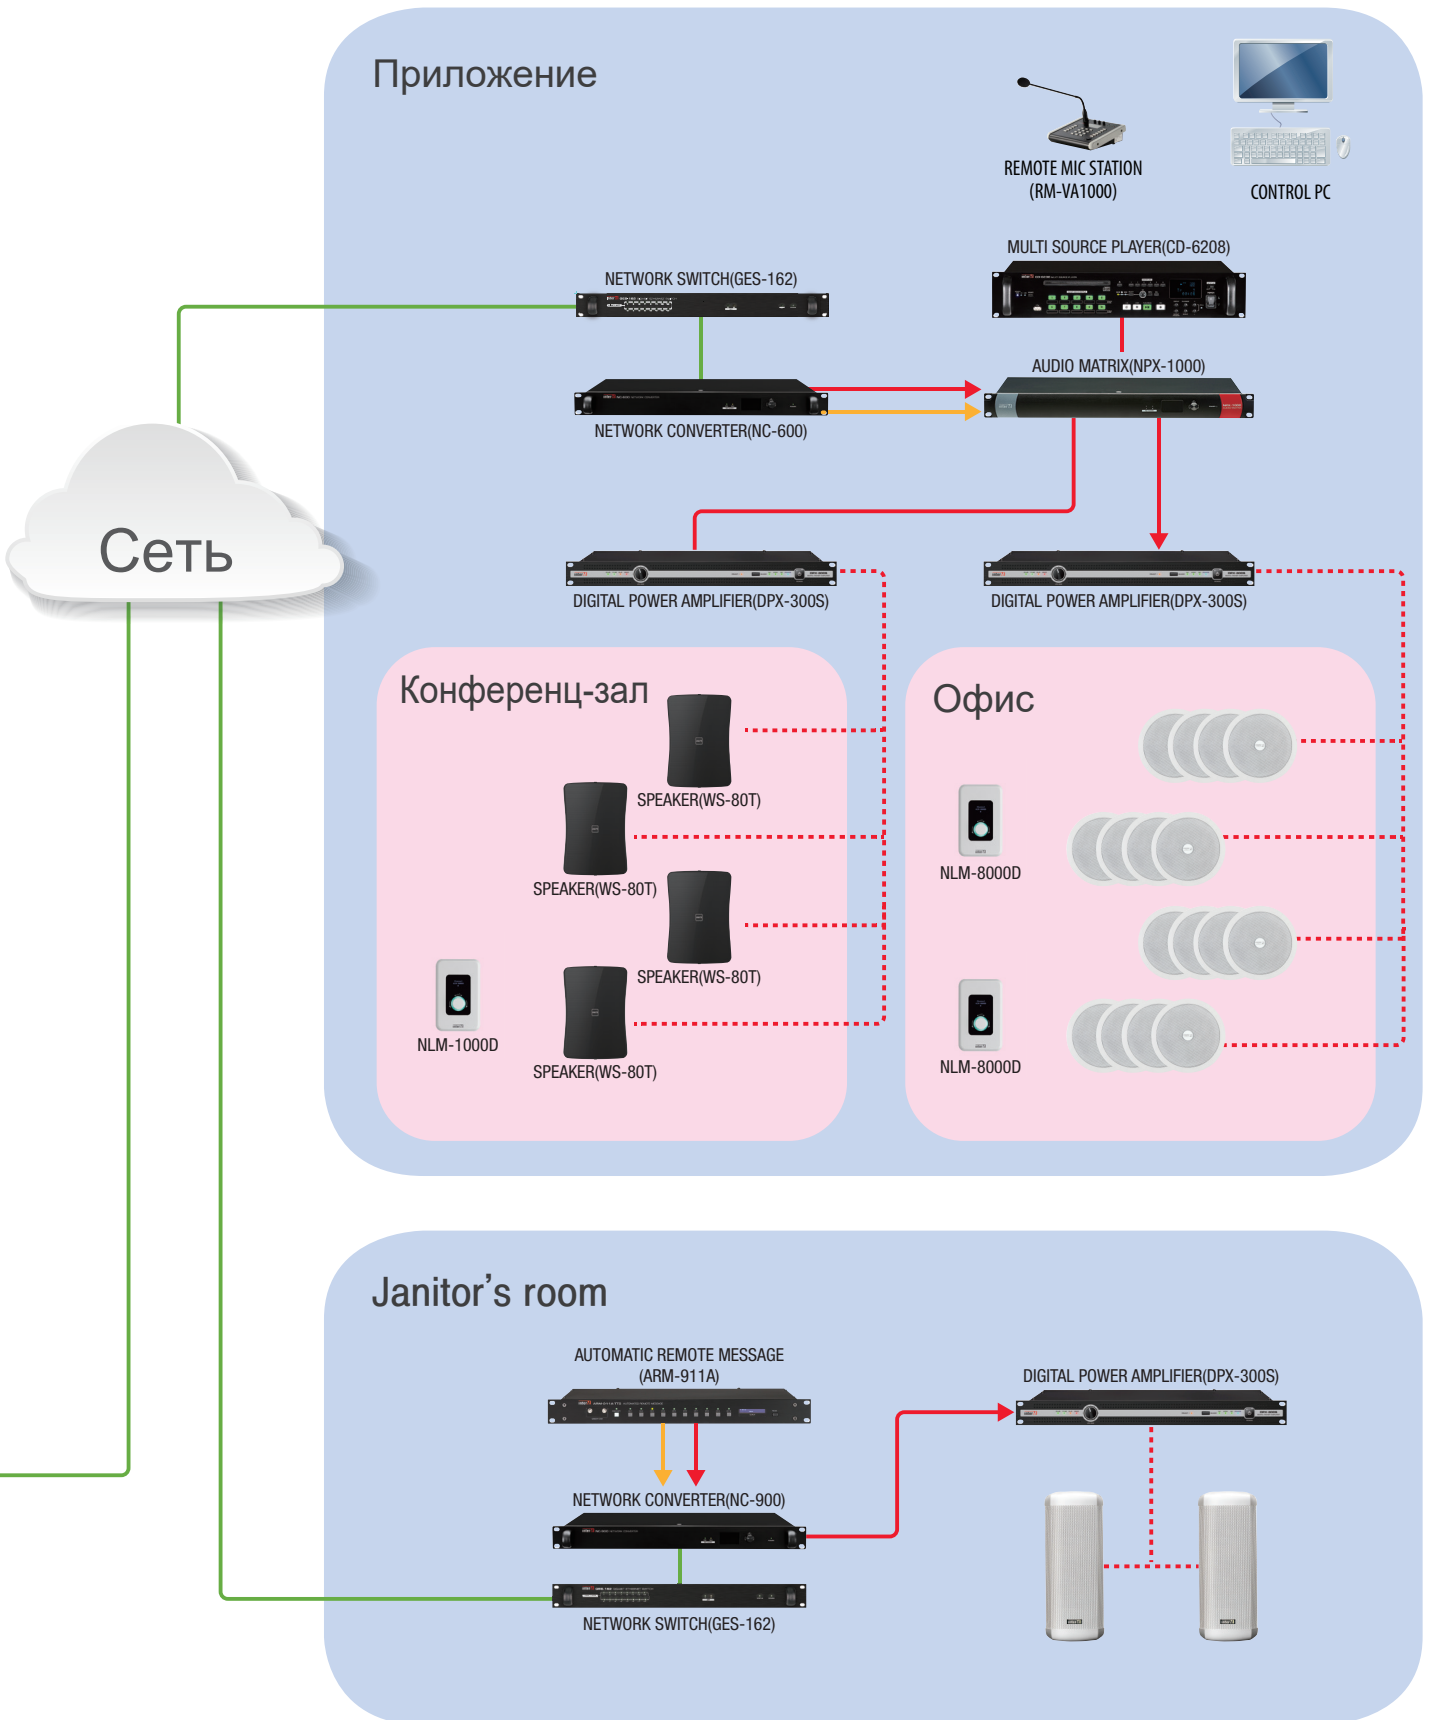 Приложение
REMOTE MIC STATION
(RM-VA1000)
CONTROL PC
MULTI SOURCE PLAYER(CD-6208)
NETWORK SWITCH(GES-162)
AUDIO MATRIX(NPX-1000)
NETWORK CONVERTER(NC-600)
Сеть
DIGITAL POWER AMPLIFIER(DPX-300S)
DIGITAL POWER AMPLIFIER(DPX-300S)
Конференц-зал
SPEAKER(WS-80T)
SPEAKER(WS-80T)
SPEAKER(WS-80T)
NLM-1000D
SPEAKER(WS-80T)
Офис
NLM-8000D
NLM-8000D
Janitor's room
AUTOMATIC REMOTE MESSAGE
(ARM-911A)
DIGITAL POWER AMPLIFIER(DPX-300S)
NETWORK CONVERTER(NC-900)
NETWORK SWITCH(GES-162)